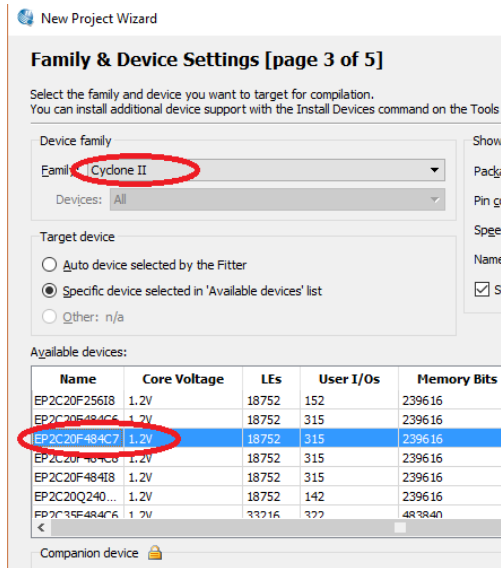 New Project Wizard
Family & Device Settings [page 3 of 5]
Select the family and device you want to target for compilation.
You can install additional device support with the Install Devices command on the Tools
Device family
Family: Cyclone II
Devices: All
Target device
Auto device selected by the Fitter
Specific device selected in 'Available devices' list
Other: n/a
Show
Pack
Pin c
Spee
Name
S
Available devices:
Name Core Voltage LEs User I/Os Memory Bits
EP2C20F256I8 1.2V 18752 152 239616
EP2C20F484C6 1.2V 18752 315 239616
EP2C20F484C7 1.2V 18752 315 239616
EP2C20F484C8 1.2V 18752 315 239616
EP2C20F484I8 1.2V 18752 315 239616
EP2C20Q240... 1.2V 18752 142 239616
EP2C35F484C6 1.2V 33216 322 483840
Companion device